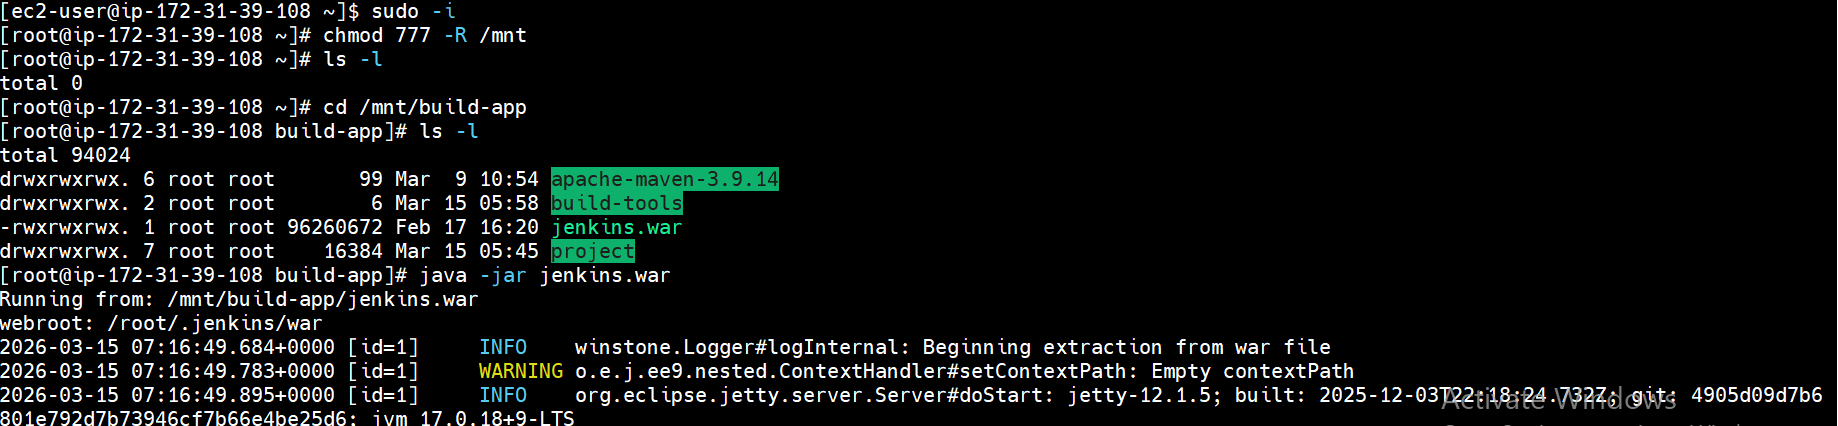 [ec2-user@ip-172-31-39-108 ~]$ sudo -i
[root@ip-172-31-39-108 ~]# chmod 777 -R /mnt
[root@ip-172-31-39-108 ~]# ls -l
total 0
[root@ip-172-31-39-108 ~]# cd /mnt/build-app
[root@ip-172-31-39-108 build-app]# ls -l
total 94024
drwxrwxrwx. 6 root root       99 Mar  9 10:54 apache-maven-3.9.14
drwxrwxrwx. 2 root root        6 Mar 15 05:58 build-tools
-rwxrwxrwx. 1 root root 96260672 Feb 17 16:20 jenkins.war
drwxrwxrwx. 7 root root    16384 Mar 15 05:45 project
[root@ip-172-31-39-108 build-app]# java -jar jenkins.war
Running from: /mnt/build-app/jenkins.war
webroot: /root/.jenkins/war
2026-03-15 07:16:49.684+0000 [id=1]     INFO    winstone.Logger#logInternal: Beginning extraction from war file
2026-03-15 07:16:49.783+0000 [id=1]     WARNING o.e.j.ee9.nested.ContextHandler#setContextPath: Empty contextPath
2026-03-15 07:16:49.895+0000 [id=1]     INFO    org.eclipse.jetty.server.Server#doStart: jetty-12.1.5; built: 2025-12-03T22:18:24.732Z; git: 4905d09d7b6
801e792d7b73946cf7b66e4be25d6; jvm 17.0.18+9-LTS
Activate Windows